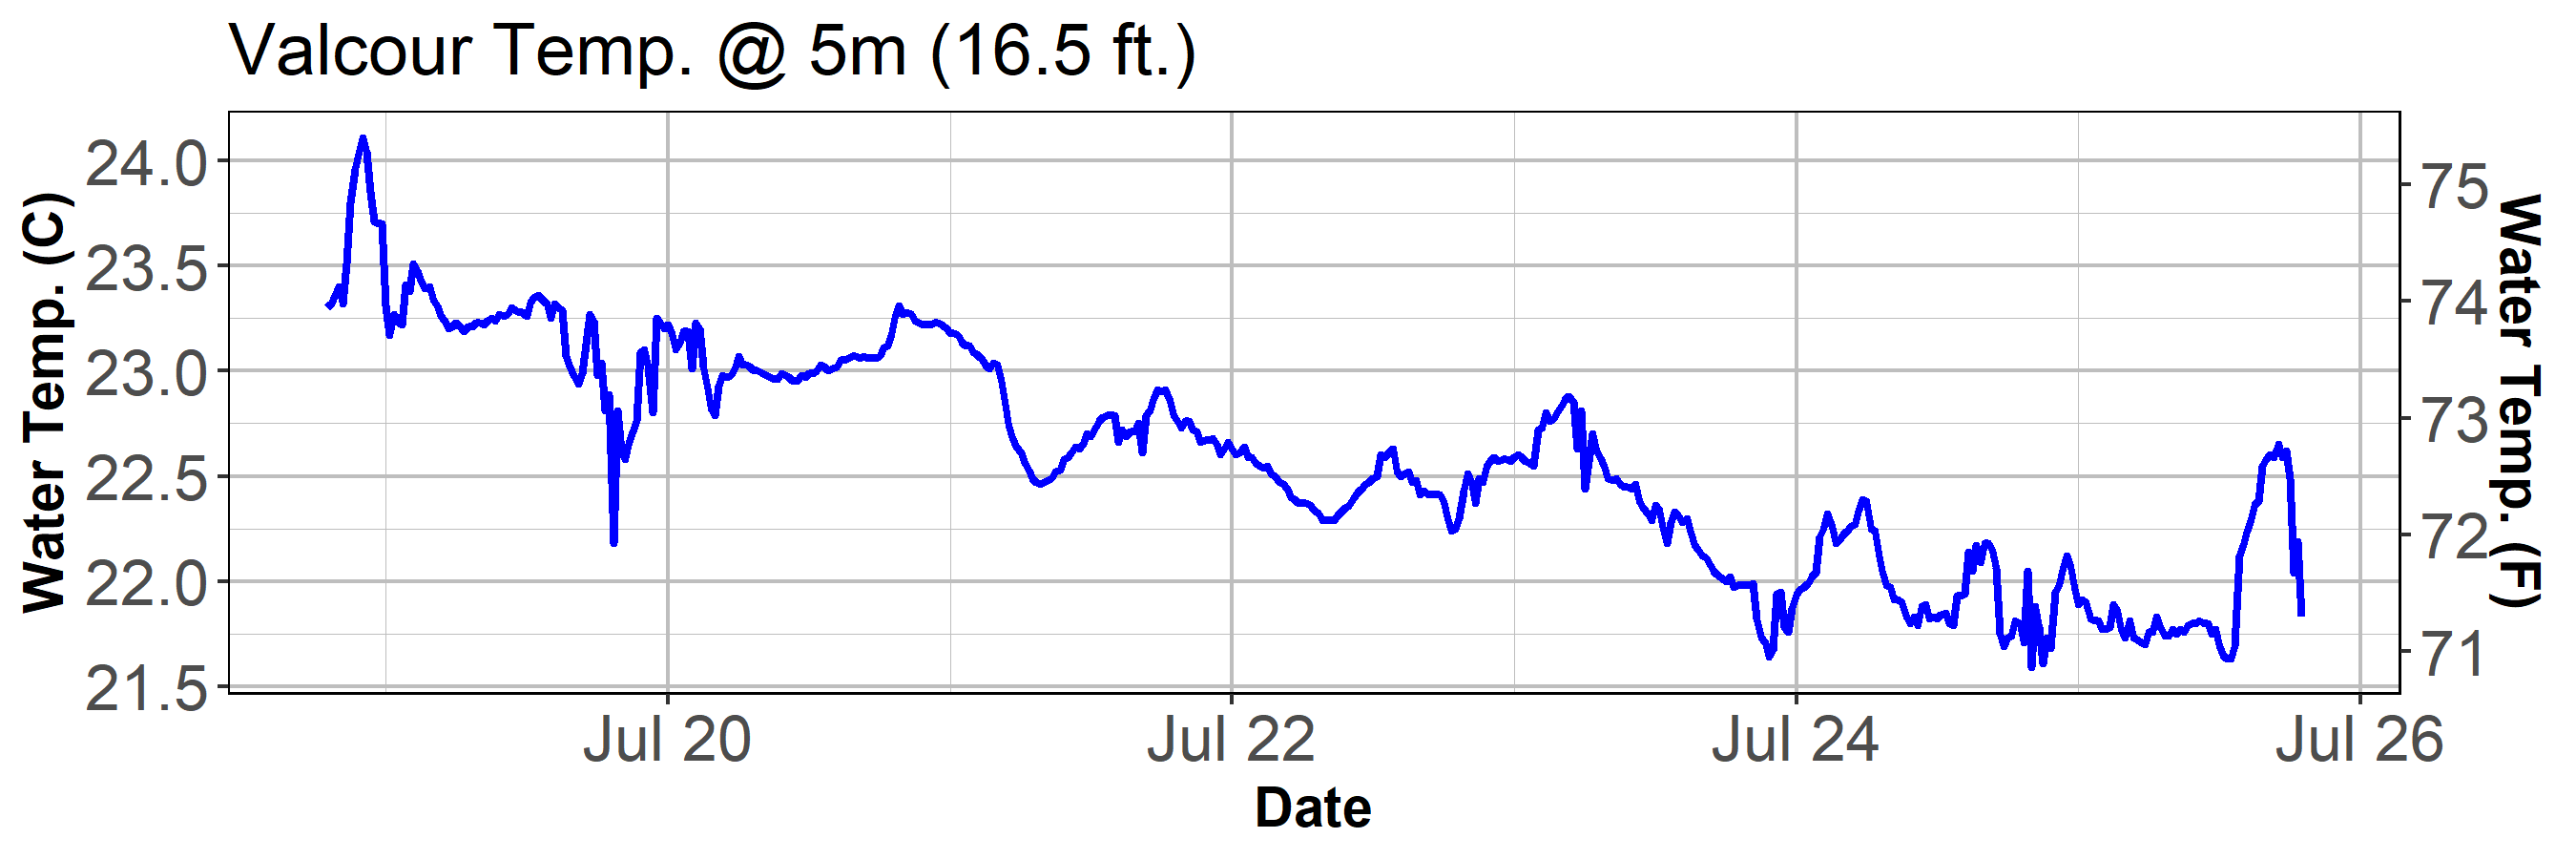 Valcour Temp. @ 5m (16.5 ft.)
Water Temp. (C)
24.0
23.5
23.0
22.5
22.0
21.5
75
74
73
72
71
Water Temp. (F)
Jul 20 Jul 22 Jul 24 Jul 26
Date